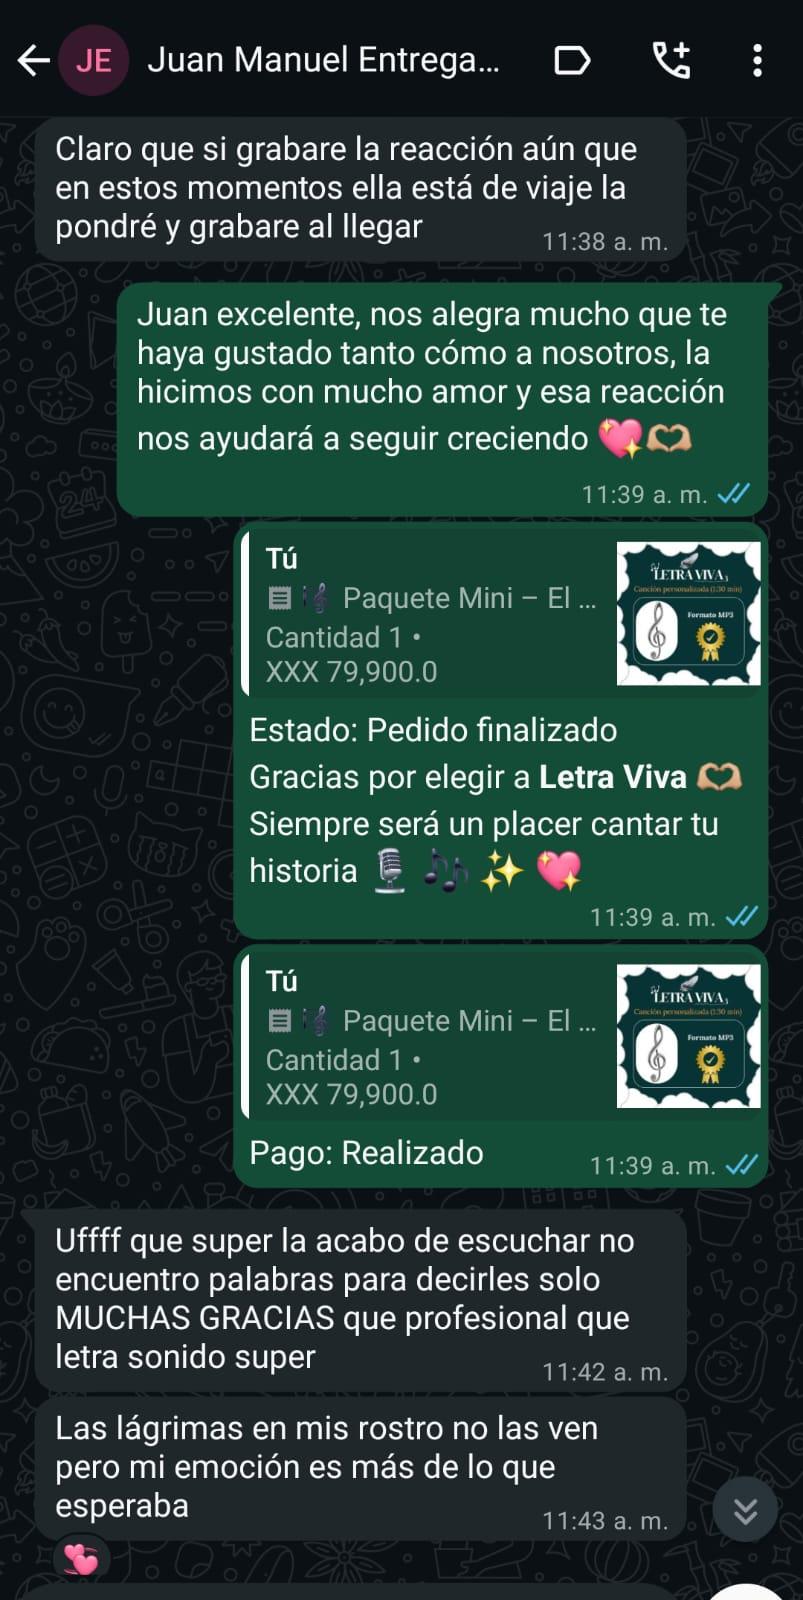 JE
Juan Manuel Entrega...
Claro que si grabare la reacción aún que
en estos momentos ella está de viaje la
pondré y grabare al llegar
11:38 a. m.
Juan excelente, nos alegra mucho que te
haya gustado tanto cómo a nosotros, la
hicimos con mucho amor y esa reacción
nos ayudará a seguir creciendo 💖🫶🏼
11:39 a. m.
Tú
Paquete Mini – El ...
Cantidad 1 •
XXX 79,900.0
LETRA VIVA
Canción personalizada (1:30 min)
Formato MP3
Estado: Pedido finalizado
Gracias por elegir a Letra Viva 🫶🏼
Siempre será un placer cantar tu
historia 🎙️ 🎶 ✨ 💖
11:39 a. m.
Tú
Paquete Mini – El ...
Cantidad 1 •
XXX 79,900.0
LETRA VIVA
Canción personalizada (1:30 min)
Formato MP3
Pago: Realizado
11:39 a. m.
Uffff que super la acabo de escuchar no
encuentro palabras para decirles solo
MUCHAS GRACIAS que profesional que
letra sonido super
11:42 a. m.
Las lágrimas en mis rostro no las ven
pero mi emoción es más de lo que
esperaba
11:43 a. m.